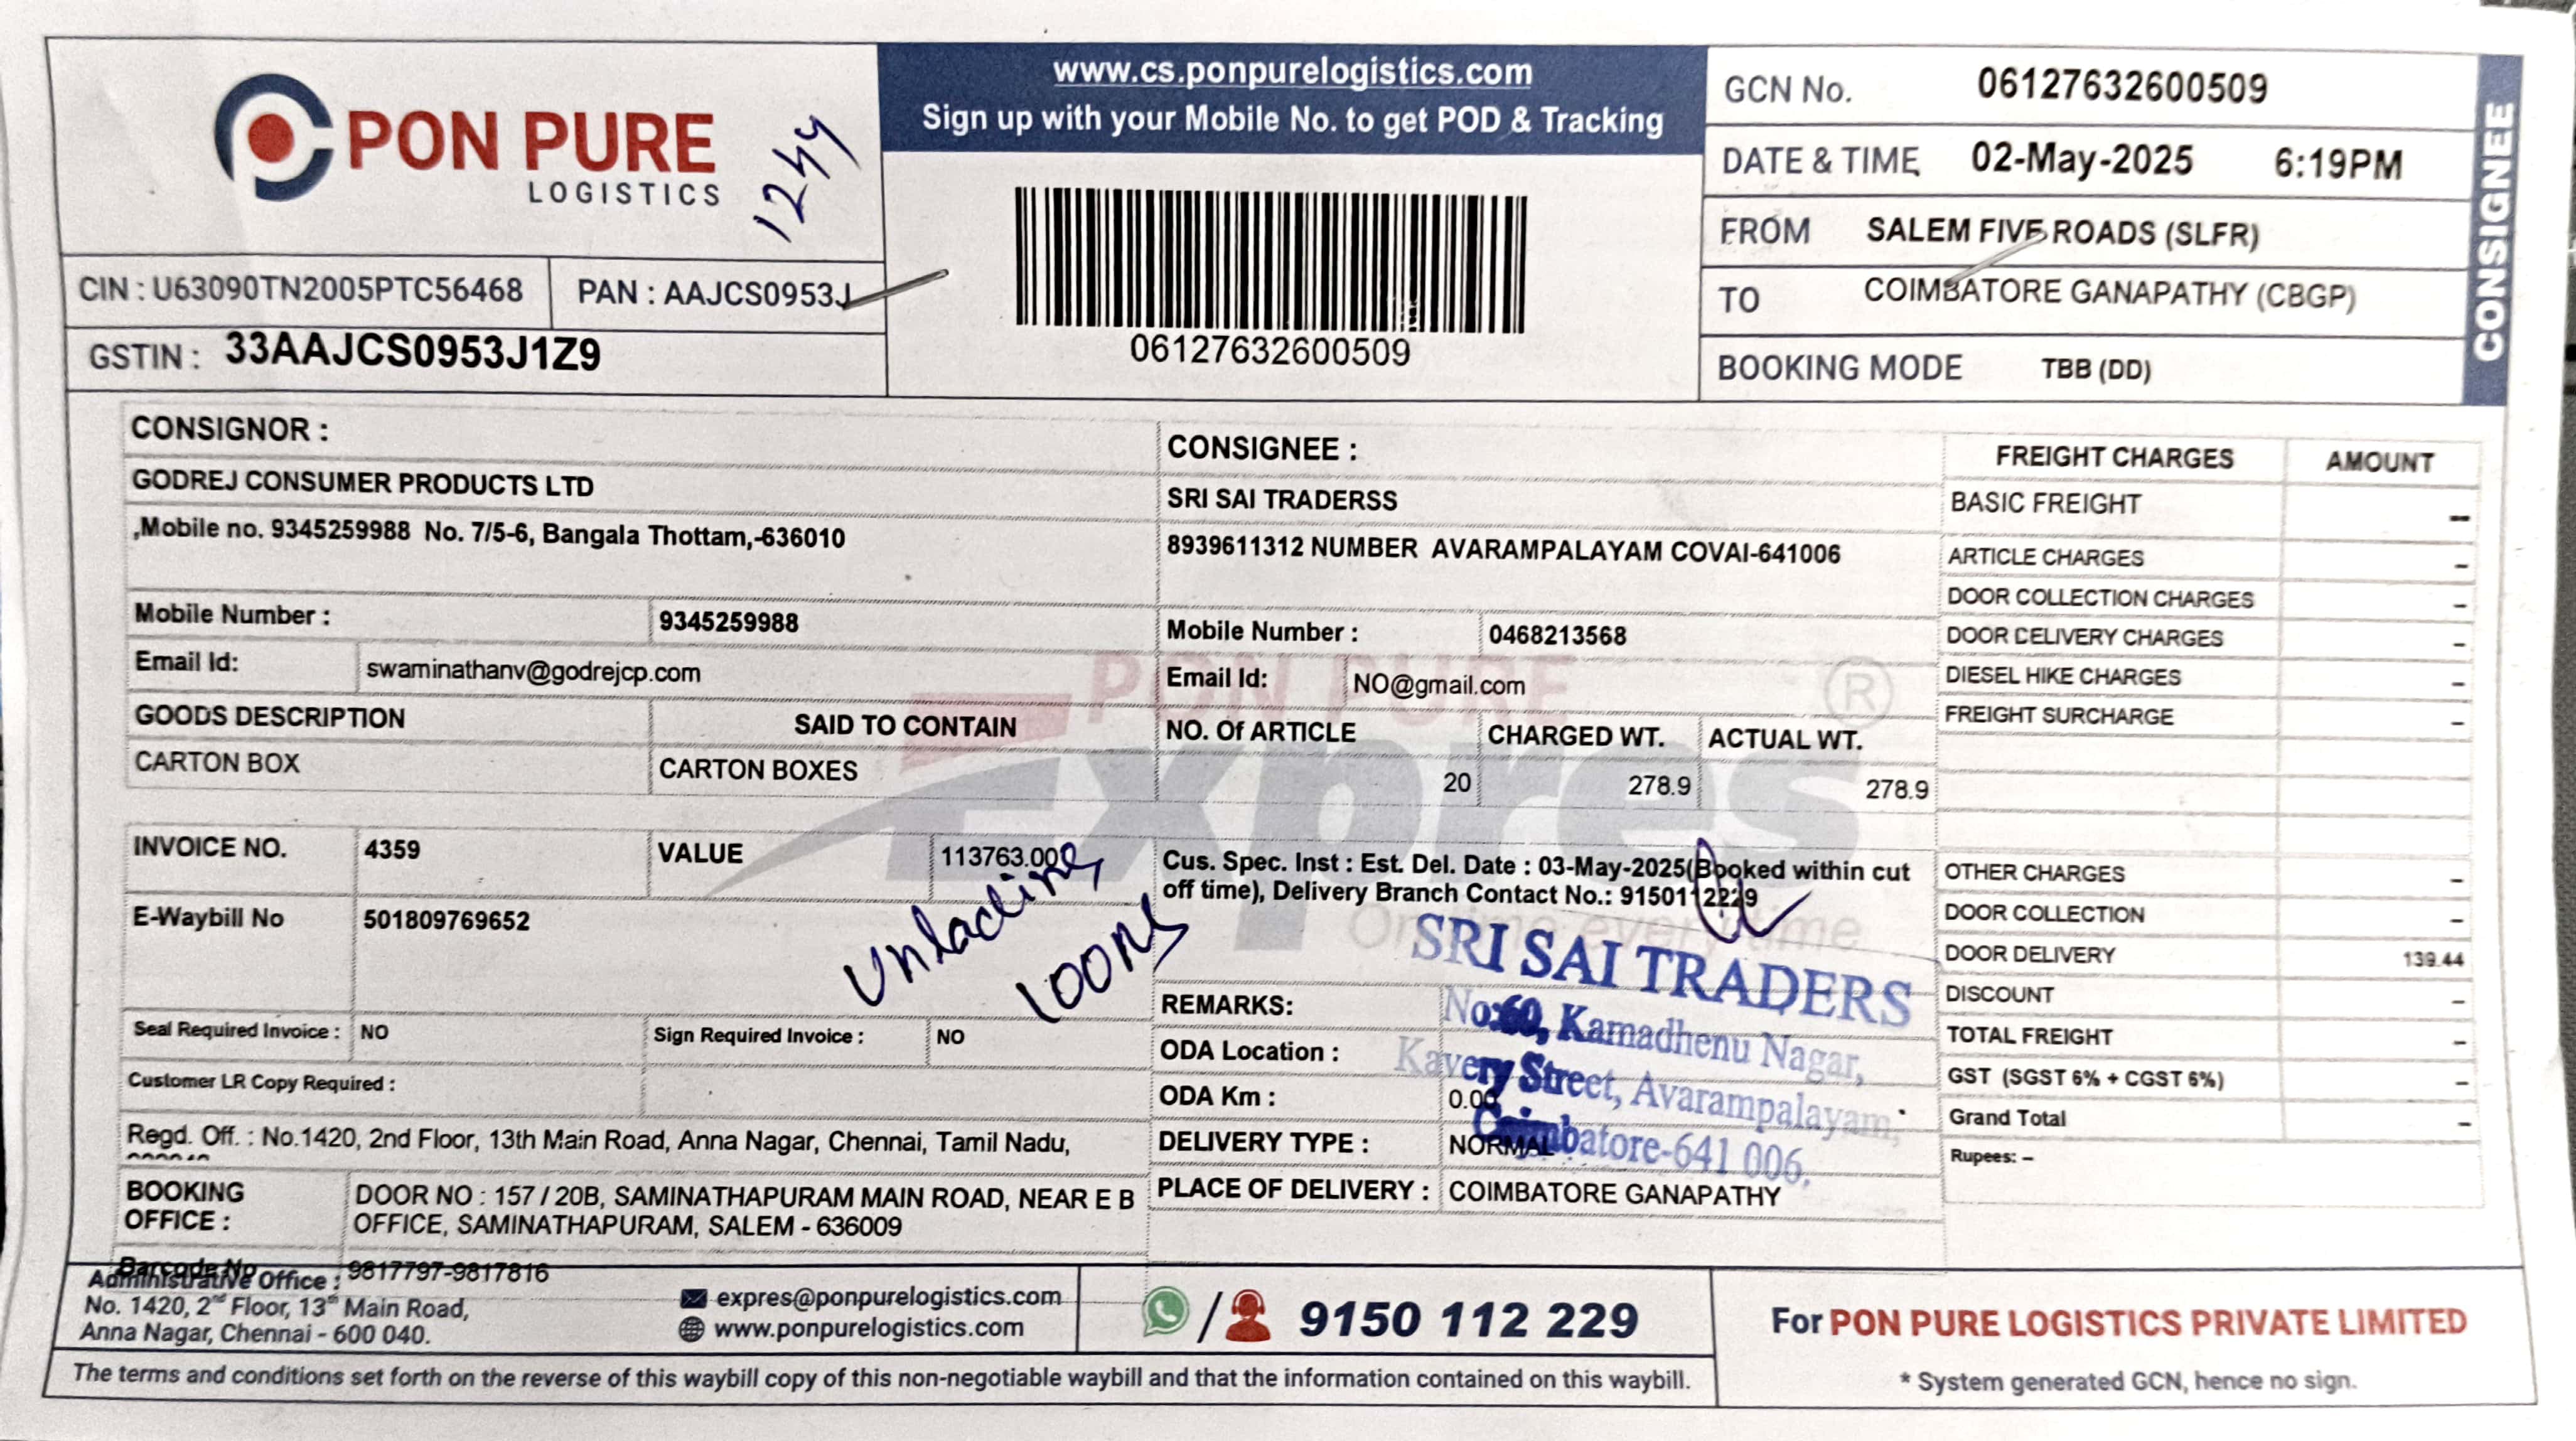 PON PURE
LOGISTICS
1244
www.cs.ponpurelogistics.com
Sign up with your Mobile No. to get POD & Tracking
06127632600509
GCN No. 06127632600509
DATE & TIME 02-May-2025 6:19PM
FROM SALEM FIVE ROADS (SLFR)
TO COIMBATORE GANAPATHY (CBGP)
BOOKING MODE TBB (DD)
CONSIGNEE
CIN : U63090TN2005PTC56468 PAN : AAJCS0953J
GSTIN : 33AAJCS0953J1Z9
CONSIGNOR :
GODREJ CONSUMER PRODUCTS LTD
,Mobile no. 9345259988 No. 7/5-6, Bangala Thottam,-636010
Mobile Number : 9345259988
Email Id: swaminathanv@godrejcp.com
GOODS DESCRIPTION SAID TO CONTAIN
CARTON BOX CARTON BOXES
INVOICE NO. 4359 VALUE 113763.00
E-Waybill No 501809769652
Unlading
100Rs
Seal Required Invoice : NO Sign Required Invoice : NO
Customer LR Copy Required :
Regd. Off. : No.1420, 2nd Floor, 13th Main Road, Anna Nagar, Chennai, Tamil Nadu,
BOOKING OFFICE : DOOR NO : 157 / 20B, SAMINATHAPURAM MAIN ROAD, NEAR E B
OFFICE, SAMINATHAPURAM, SALEM - 636009
Barcode No 9817797-9817816
CONSIGNEE :
SRI SAI TRADERSS
8939611312 NUMBER AVARAMPALAYAM COVAI-641006
Mobile Number : 0468213568
Email Id: NO@gmail.com
NO. Of ARTICLE CHARGED WT. ACTUAL WT.
20 278.9 278.9
PON PURE
Expres
®
On time every time
Cus. Spec. Inst : Est. Del. Date : 03-May-2025(Booked within cut
off time), Delivery Branch Contact No.: 9150112229
SRI SAI TRADERS
No:60, Kamadhenu Nagar,
Kavery Street, Avarampalayam,
Coimbatore-641 006.
REMARKS:
ODA Location :
ODA Km : 0.00
DELIVERY TYPE : NORMAL
PLACE OF DELIVERY : COIMBATORE GANAPATHY
FREIGHT CHARGES AMOUNT
BASIC FREIGHT --
ARTICLE CHARGES –
DOOR COLLECTION CHARGES –
DOOR DELIVERY CHARGES –
DIESEL HIKE CHARGES –
FREIGHT SURCHARGE –
OTHER CHARGES –
DOOR COLLECTION –
DOOR DELIVERY 139.44
DISCOUNT –
TOTAL FREIGHT –
GST (SGST 6% + CGST 6%) –
Grand Total –
Rupees: –
Administrative Office :
No. 1420, 2nd Floor, 13th Main Road,
Anna Nagar, Chennai - 600 040.
expres@ponpurelogistics.com
www.ponpurelogistics.com
/ 9150 112 229
For PON PURE LOGISTICS PRIVATE LIMITED
* System generated GCN, hence no sign.
The terms and conditions set forth on the reverse of this waybill copy of this non-negotiable waybill and that the information contained on this waybill.